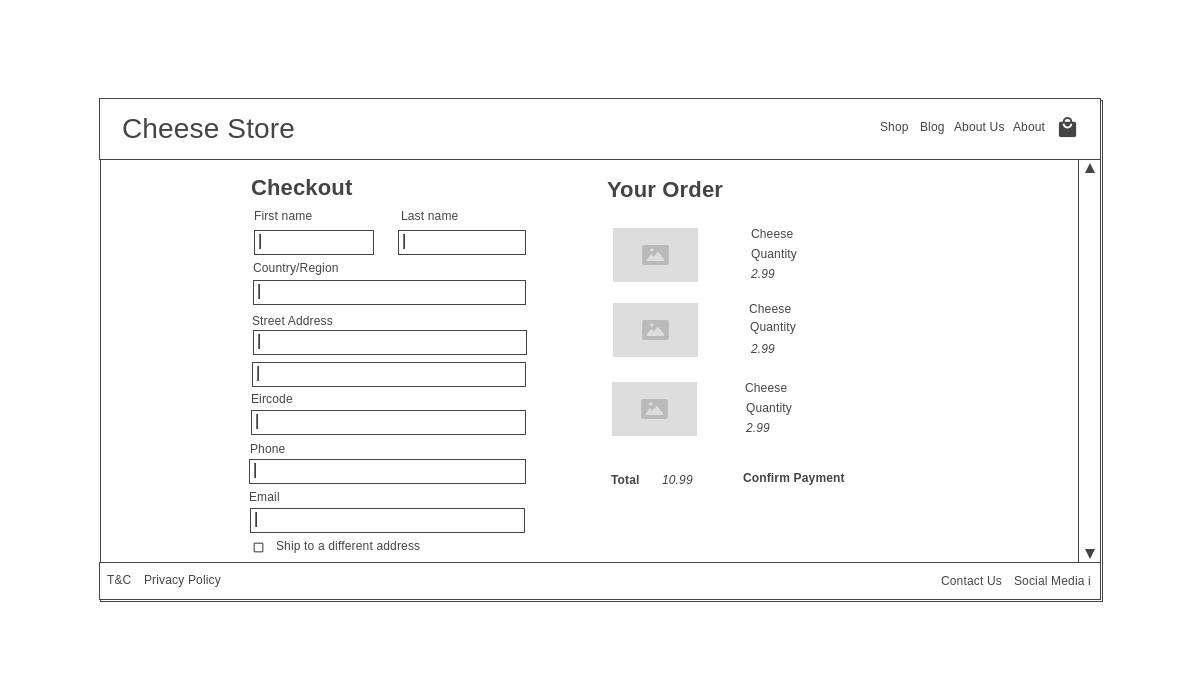 Cheese Store
Shop Blog About Us About
Checkout
First name Last name
Country/Region
Street Address
Eircode
Phone
Email
Ship to a different address
Your Order
Cheese
Quantity
2.99
Cheese
Quantity
2.99
Cheese
Quantity
2.99
Total 10.99 Confirm Payment
T&C Privacy Policy
Contact Us Social Media i